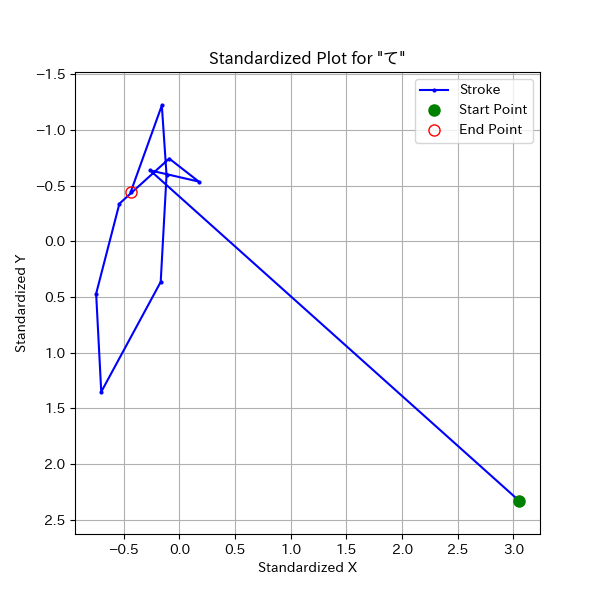 Standardized Plot for "て"
Stroke
Start Point
End Point
−1.5
−1.0
−0.5
0.0
0.5
1.0
1.5
2.0
2.5
Standardized Y
−0.5 0.0 0.5 1.0 1.5 2.0 2.5 3.0
Standardized X